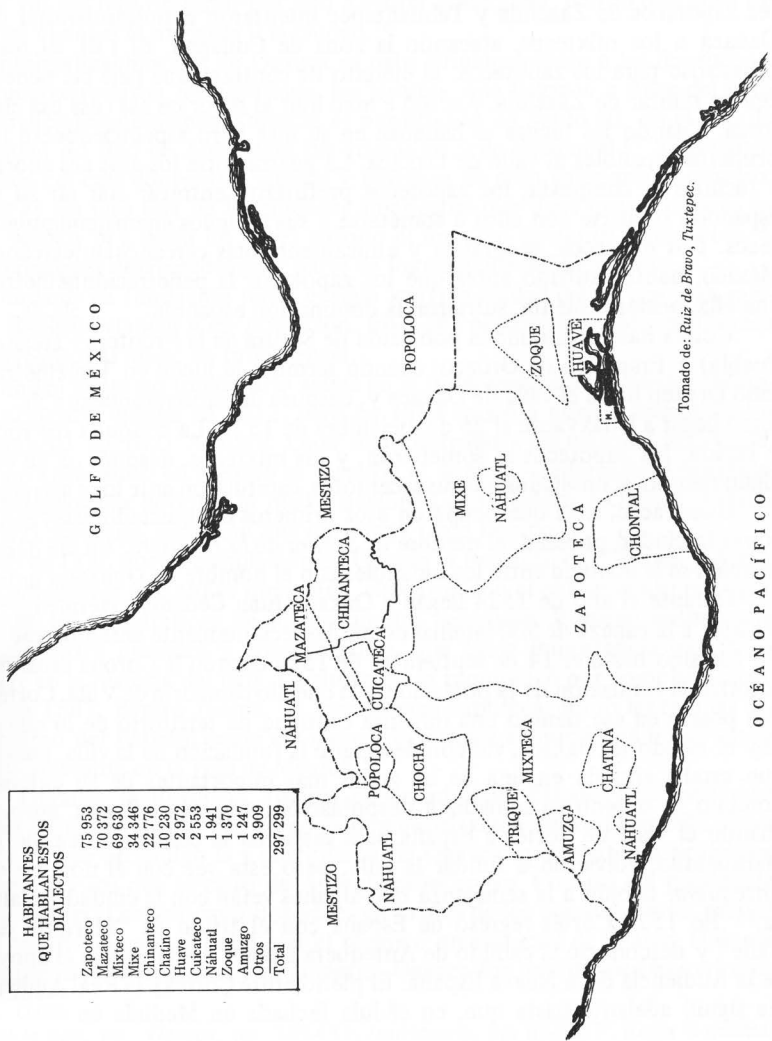 HABITANTES
QUE HABLAN ESTOS
DIALECTOS
Zapoteco 75 953
Mazateco 70 372
Mixteco 69 630
Mixe 34 346
Chinanteco 22 776
Chatino 10 230
Huave 2 972
Cuicateco 2 553
Náhuatl 1 941
Zoque 1 370
Amuzgo 1 247
Otros 3 909
Total 297 299
GOLFO DE MÉXICO
MESTIZO
NÁHUATL
NÁHUATL
MAZATECA
CHINANTECA
MESTIZO
POPOLOCA
POPOLOCA
CHOCHA
CUICATECA
MIXE
NÁHUATL
ZOQUE
HUAVE
H.
TRIQUE
MIXTECA
ZAPOTECA
AMUZGA
CHATINA
CHONTAL
NÁHUATL
Tomado de: Ruiz de Bravo, Tuxtepec.
OCÉANO PACÍFICO